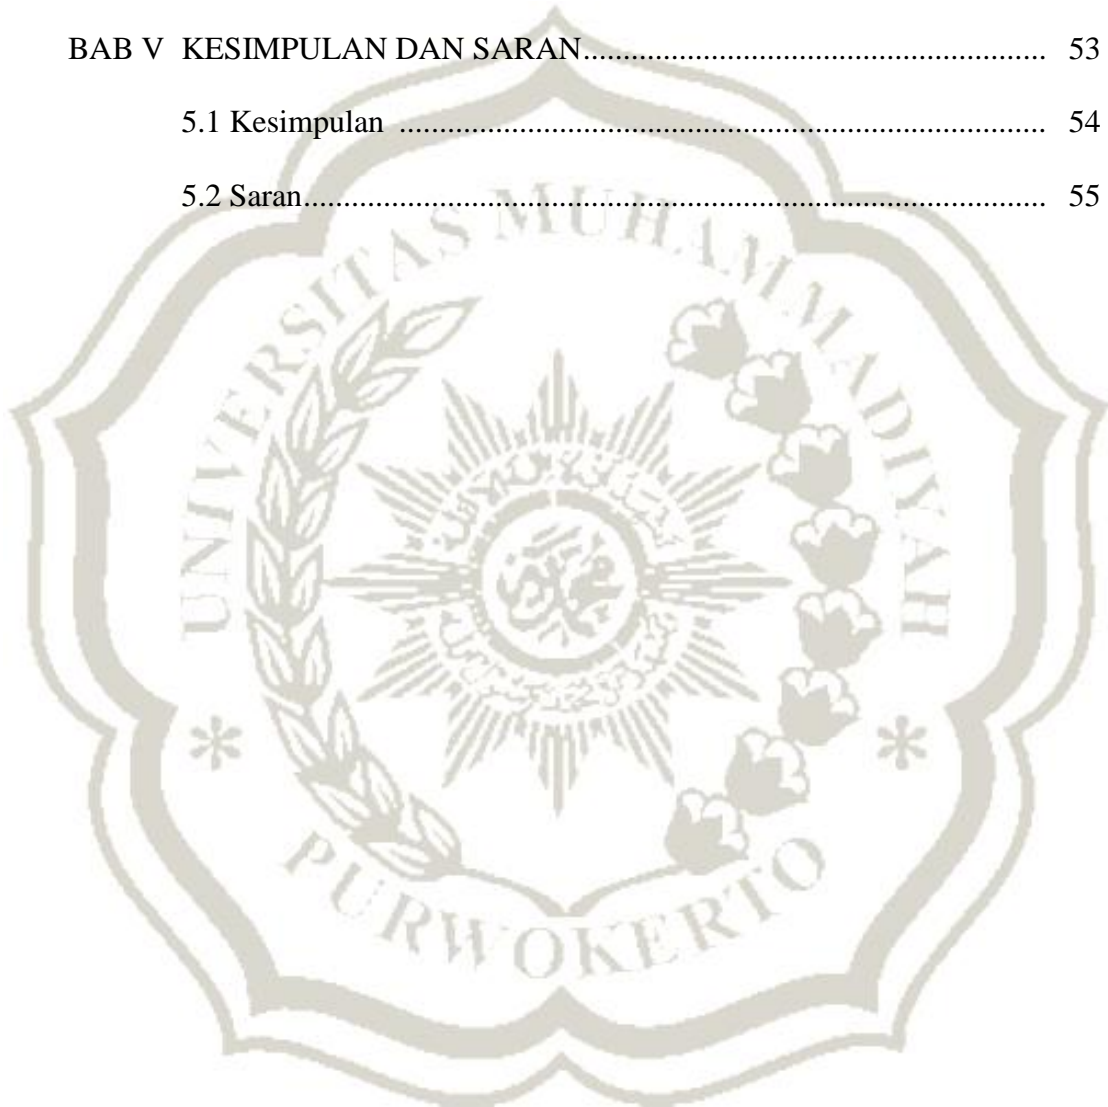 BAB V KESIMPULAN DAN SARAN.................................................... 53
5.1 Kesimpulan ........................................................................ 54
5.2 Saran.................................................................................. 55
UNIVERSITAS MUHAMMADIYAH
PURWOKERTO